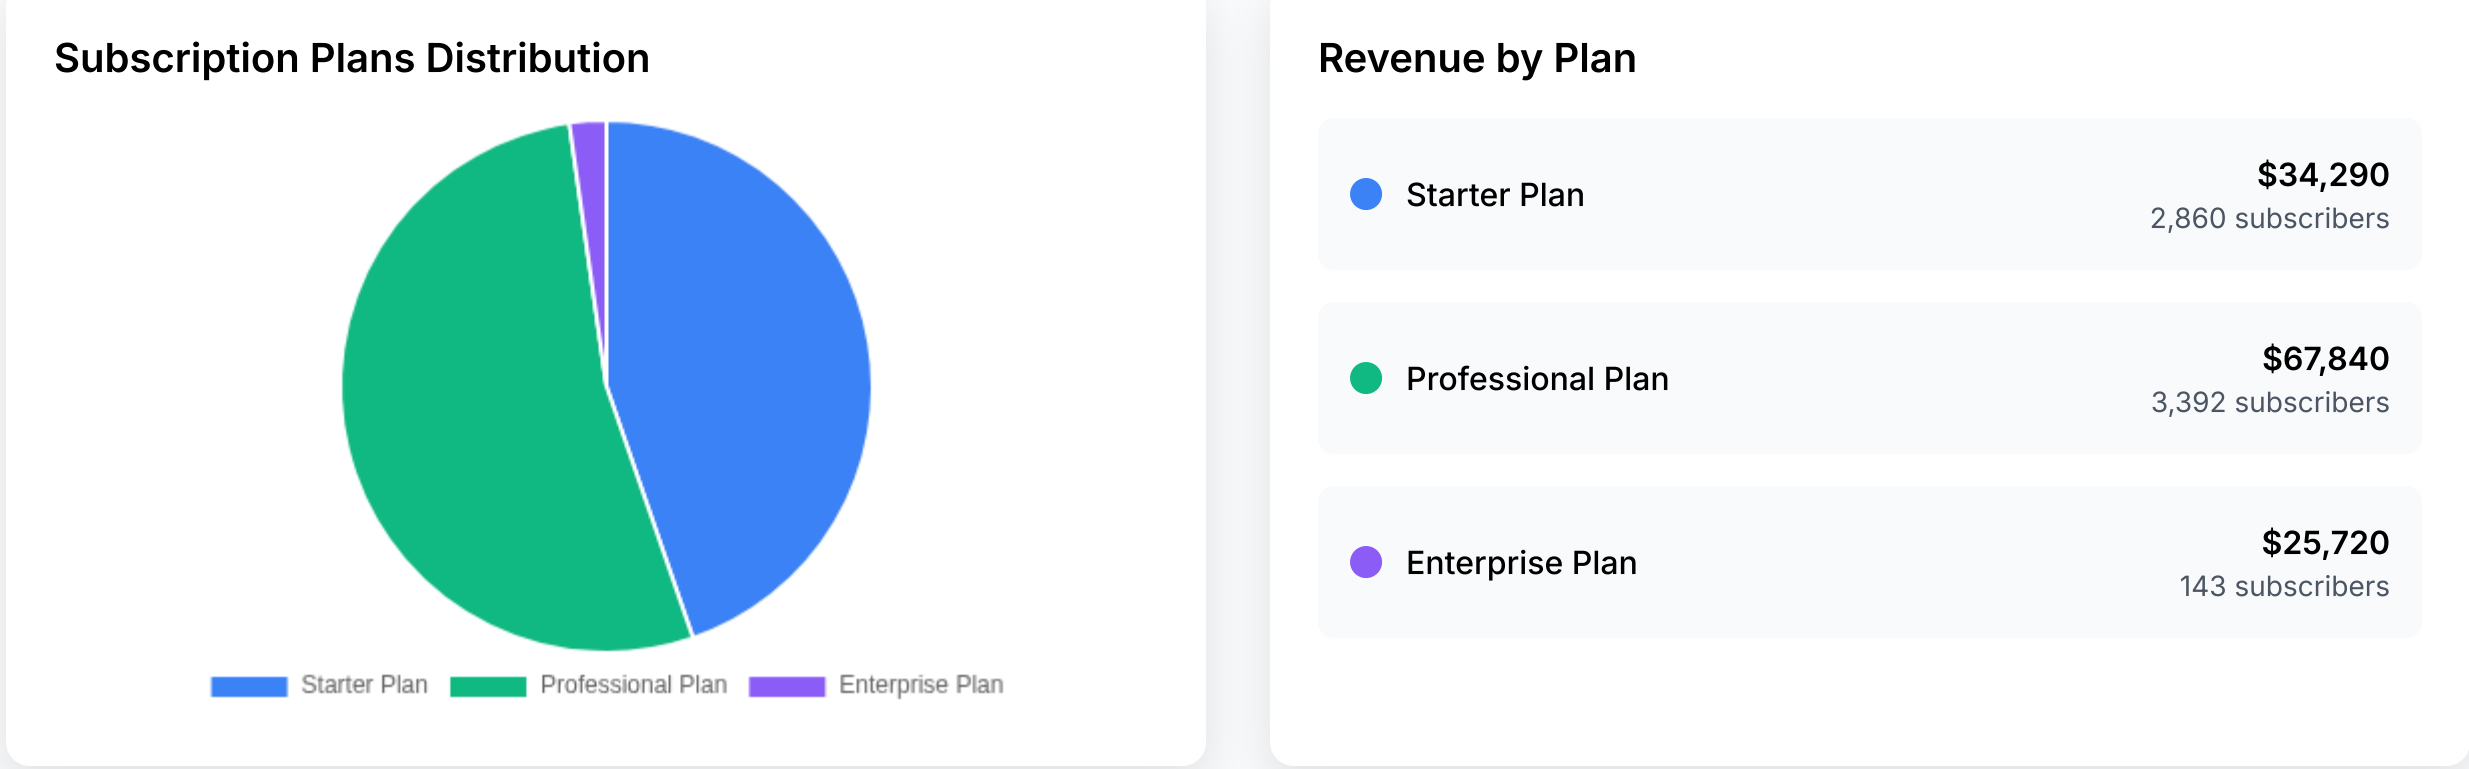 Subscription Plans Distribution
Starter Plan
Professional Plan
Enterprise Plan
Revenue by Plan
Starter Plan
$34,290
2,860 subscribers
Professional Plan
$67,840
3,392 subscribers
Enterprise Plan
$25,720
143 subscribers